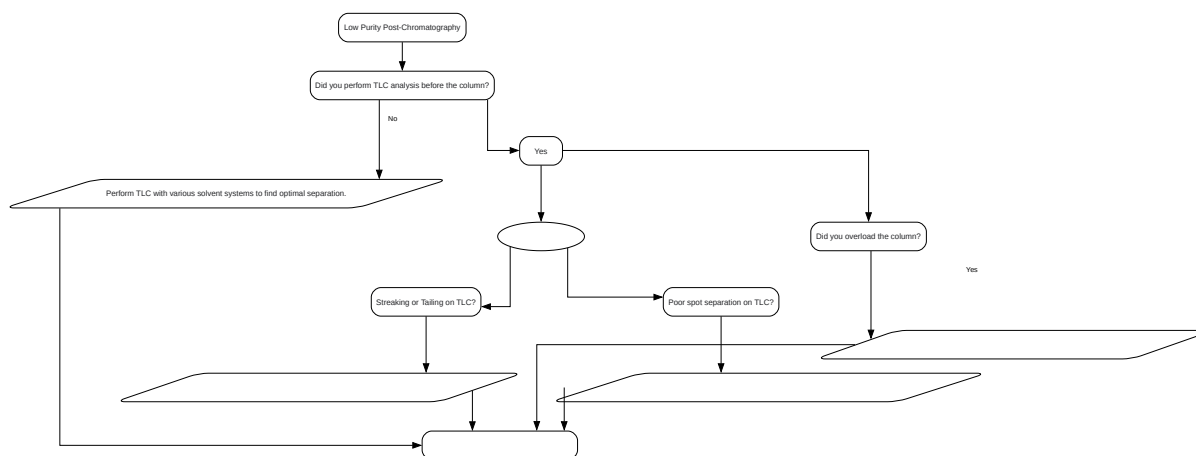 Low Purity Post-Chromatography
Did you perform TLC analysis before the column?
No
Yes
Perform TLC with various solvent systems to find optimal separation.
Did you overload the column?
Yes
Streaking or Tailing on TLC?
Poor spot separation on TLC?